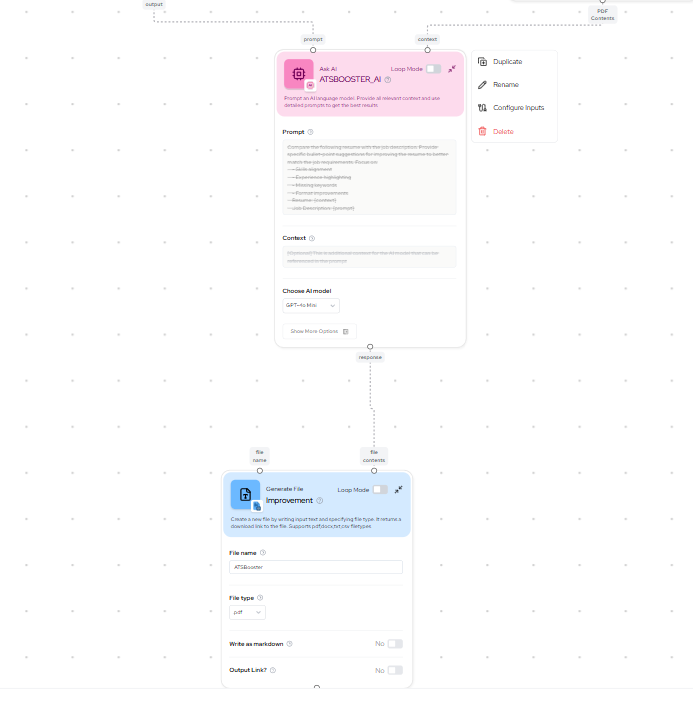 output
PDF
Contents
prompt
context
Ask AI
Loop Mode
ATSBOOSTER_AI
Prompt an AI language model. Provide all relevant context and use
detailed prompts to get the best results
Duplicate
Rename
Configure inputs
Delete
Prompt
Compare the following resume with the job description. Provide
specific bullet-point suggestions for improving the resume to better
match the job requirements. Focus on:
- Skills alignment
- Experience highlighting
- Missing keywords
- Format improvements
Resume: {context}
Job Description: {prompt}
Context
[Optional] This is additional context for the AI model that can be
referenced in the prompt
Choose AI model
GPT-4o Mini
Show More Options
response
file
name
file
contents
Generate File
Loop Mode
Improvement
Create a new file by writing input text and specifying file type. It returns a
download link to the file. Supports pdf,docx,txt,csv filetypes
File name
ATSBooster
File type
pdf
Write as markdown
No
Output Link?
No